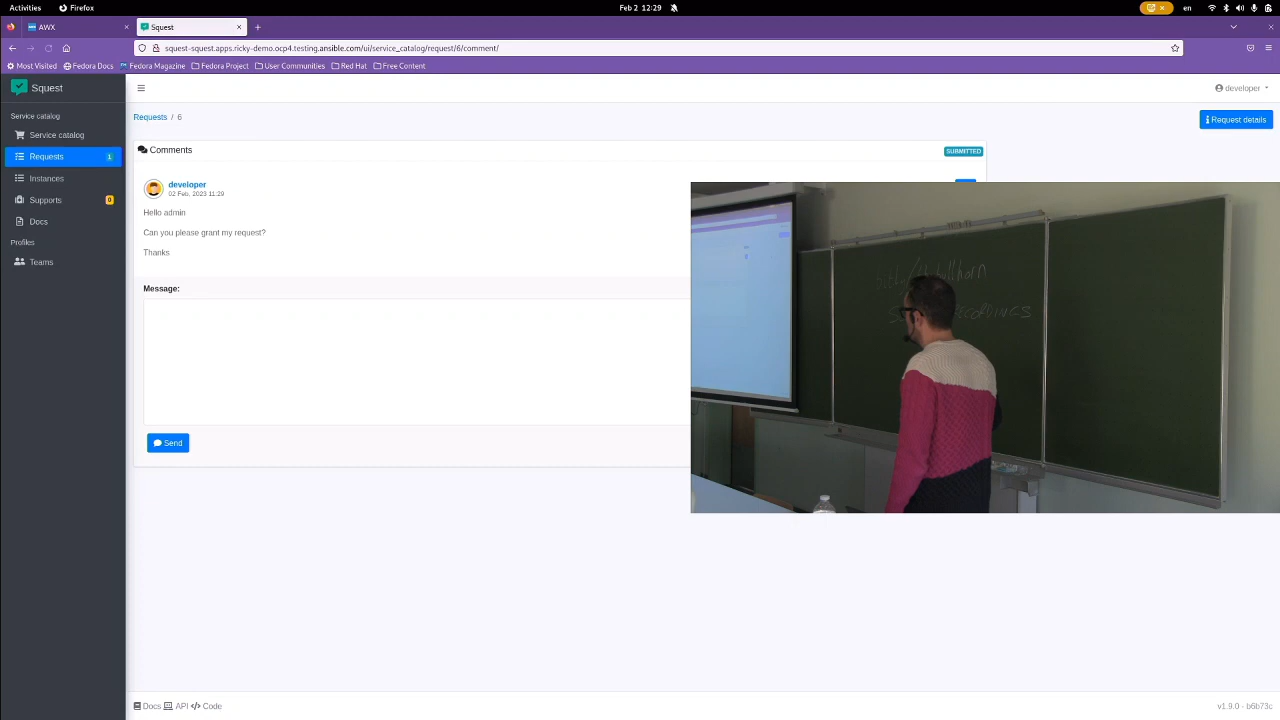 Activities Firefox Feb 2 12:29 en
AWX Squest
squest-squest.apps.ricky-demo.ocp4.testing.ansible.com/ui/service_catalog/request/6/comment/
Most Visited Fedora Docs Fedora Magazine Fedora Project User Communities Red Hat Free Content
Squest developer
Service catalog
Service catalog
Requests 1
Instances
Supports 0
Docs
Profiles
Teams
Requests / 6 Request details
Comments SUBMITTED
developer
02 Feb, 2023 11:29
Hello admin
Can you please grant my request?
Thanks
Message:
Send
Docs API Code v1.9.0 - b6b73c